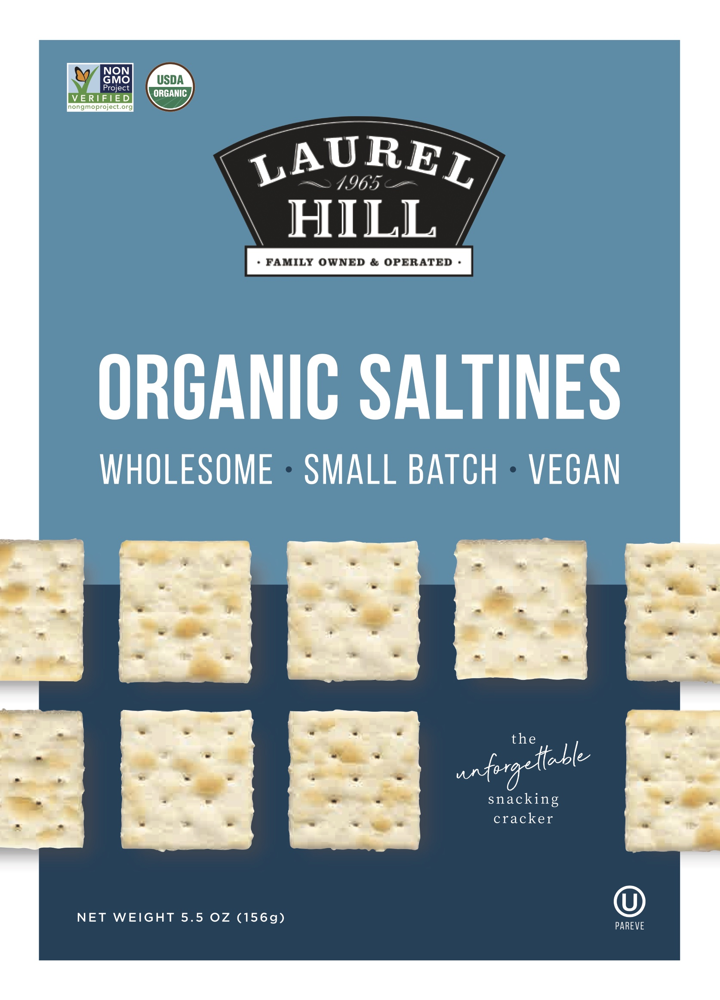 NON
GMO
Project
VERIFIED
nongmoproject.org
USDA
ORGANIC
LAUREL
1965
HILL
· FAMILY OWNED & OPERATED ·
ORGANIC SALTINES
WHOLESOME • SMALL BATCH • VEGAN
the
unforgettable
snacking
cracker
NET WEIGHT 5.5 OZ (156g)
U
PAREVE